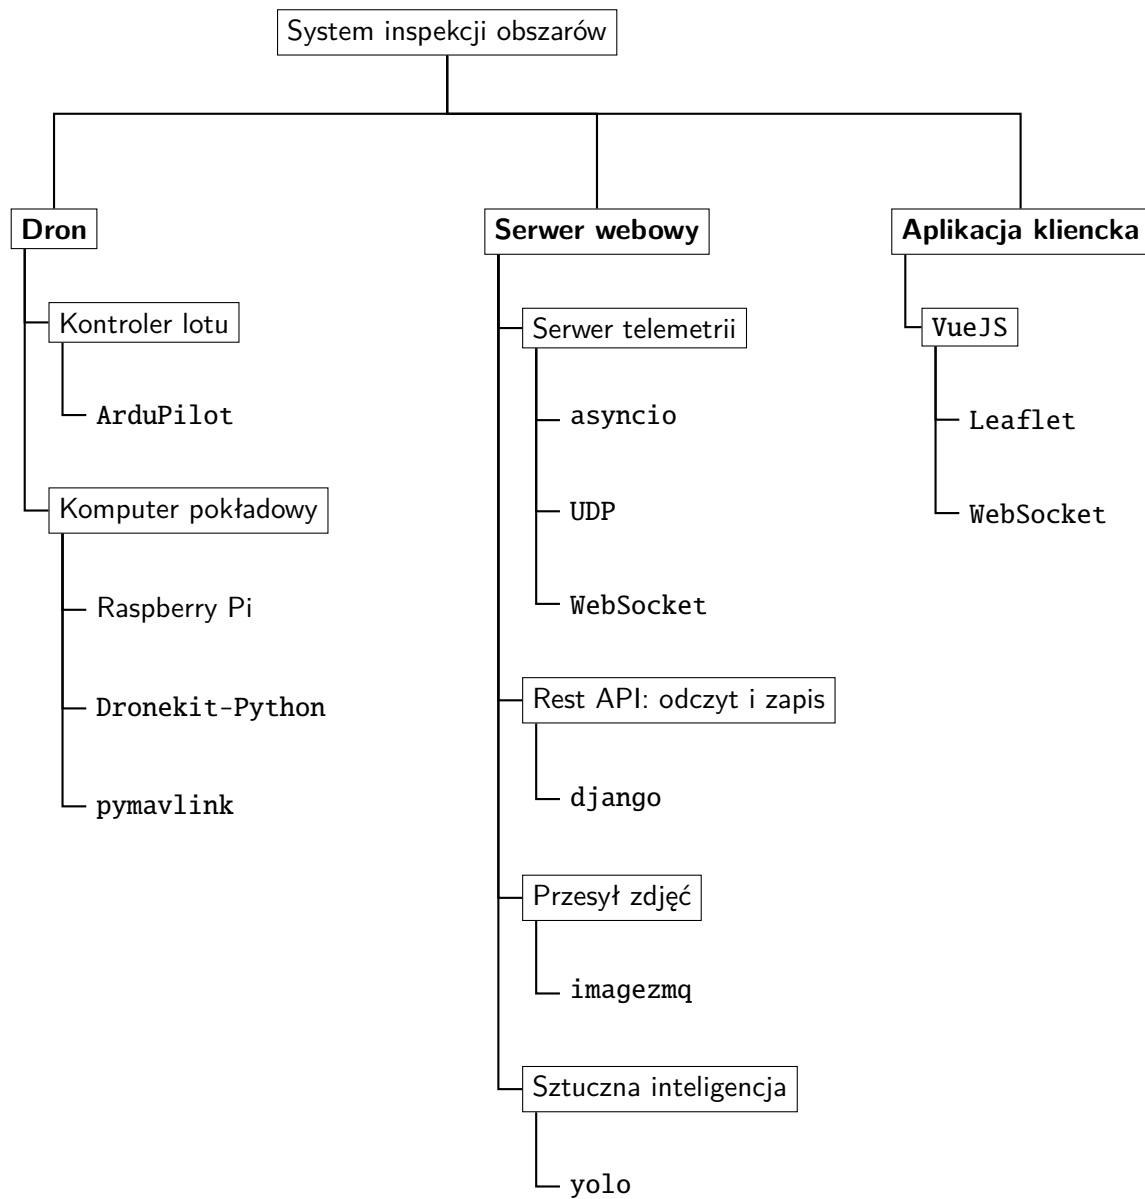 System inspekcji obszarów
Dron
Kontroler lotu
ArduPilot
Komputer pokładowy
Raspberry Pi
Dronekit-Python
pymavlink
Serwer webowy
Serwer telemetrii
asyncio
UDP
WebSocket
Rest API: odczyt i zapis
django
Przesył zdjęć
imagezmq
Sztuczna inteligencja
yolo
Aplikacja kliencka
VueJS
Leaflet
WebSocket